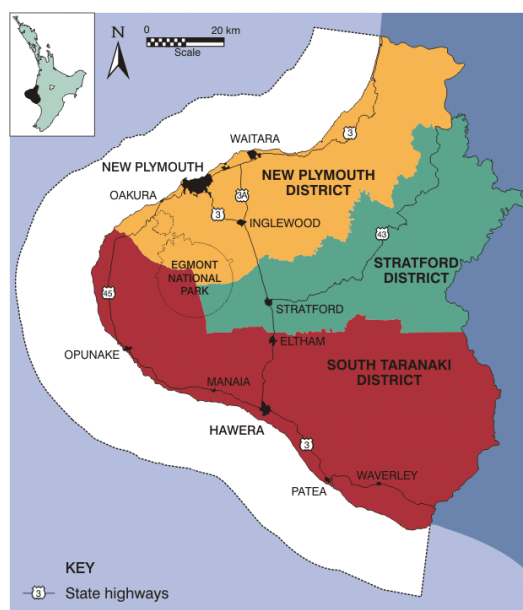 N
0
20 km
Scale
3
WAITARA
NEW PLYMOUTH
NEW PLYMOUTH
DISTRICT
3A
OAKURA
3
INGLEWOOD
43
EGMONT
NATIONAL
PARK
STRATFORD
DISTRICT
45
STRATFORD
ELTHAM
OPUNAKE
SOUTH TARANAKI
DISTRICT
MANAIA
HAWERA
3
WAVERLEY
PATEA
KEY
3 State highways